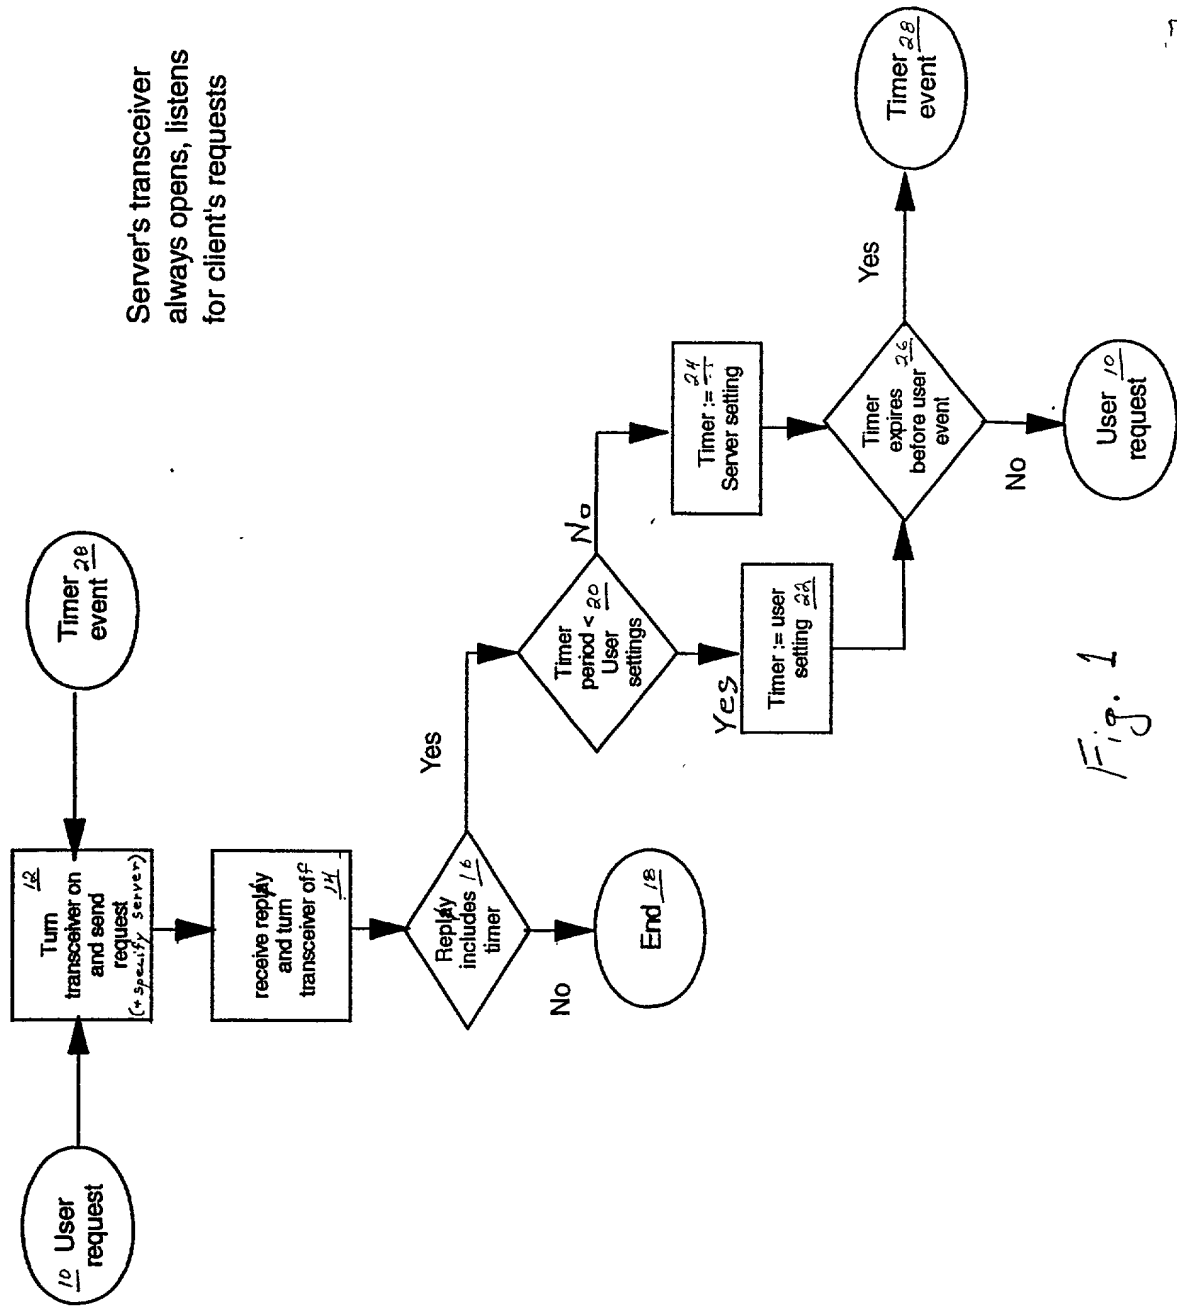 Server's transceiver
always opens, listens
for client's requests
10 User
request
12
Turn
transceiver on
and send
request
(+ specify server)
Timer 28
event
receive replay
and turn
transceiver off
14
Replay
includes 16
timer
No
Yes
End 18
Timer
period < 20
User
settings
No
Yes
Timer := user
setting 22
Timer := 24
Server setting
Timer
expires 26
before user
event
Yes
No
Timer 28
event
User 10
request
Fig. 1